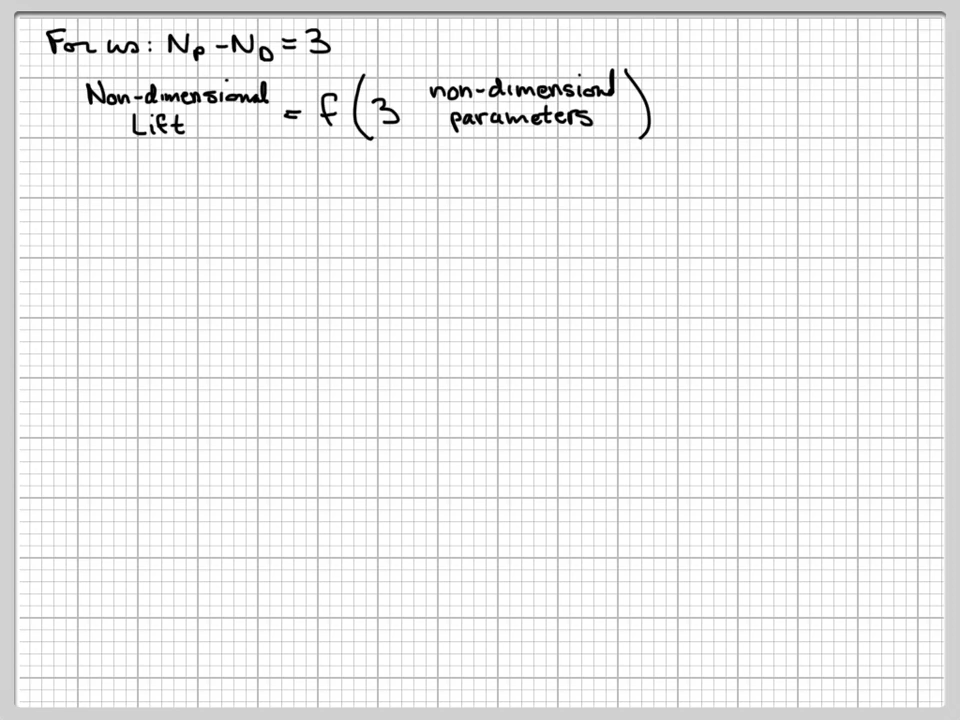 For us: Np - ND = 3
Non-dimensional Lift = f ( 3 non-dimensional parameters )